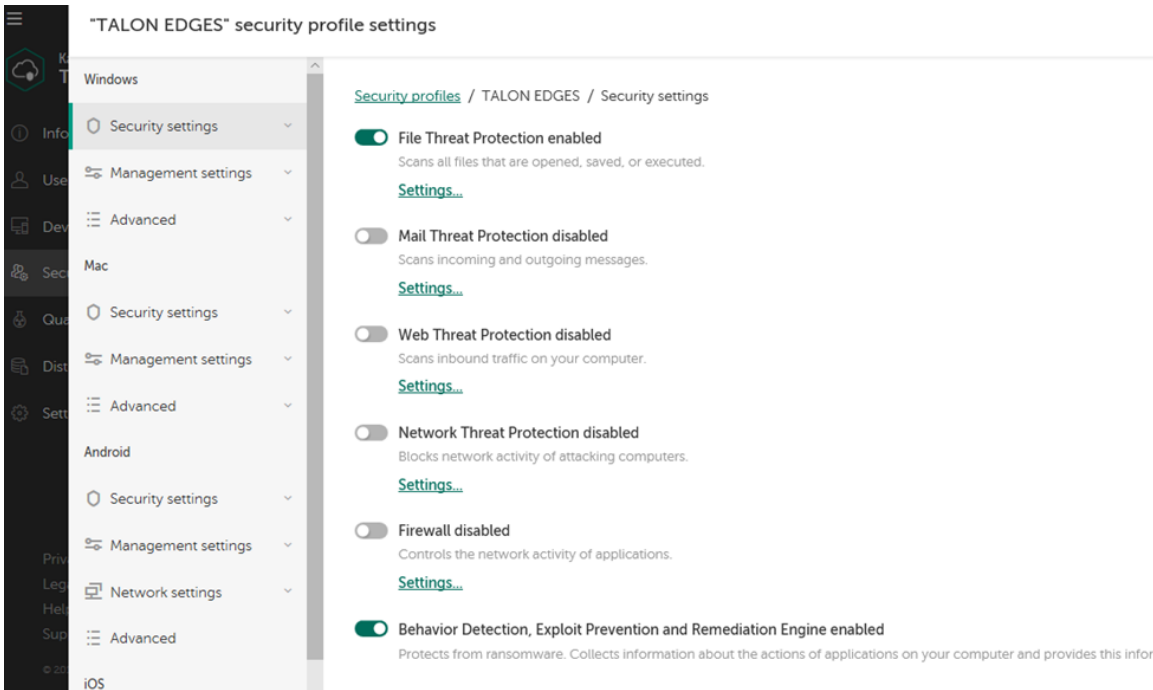 "TALON EDGES" security profile settings
Windows
Security settings
Management settings
Advanced
Mac
Security settings
Management settings
Advanced
Android
Security settings
Management settings
Network settings
Advanced
iOS
Security profiles / TALON EDGES / Security settings
File Threat Protection enabled
Scans all files that are opened, saved, or executed.
Settings...
Mail Threat Protection disabled
Scans incoming and outgoing messages.
Settings...
Web Threat Protection disabled
Scans inbound traffic on your computer.
Settings...
Network Threat Protection disabled
Blocks network activity of attacking computers.
Settings...
Firewall disabled
Controls the network activity of applications.
Settings...
Behavior Detection, Exploit Prevention and Remediation Engine enabled
Protects from ransomware. Collects information about the actions of applications on your computer and provides this infor